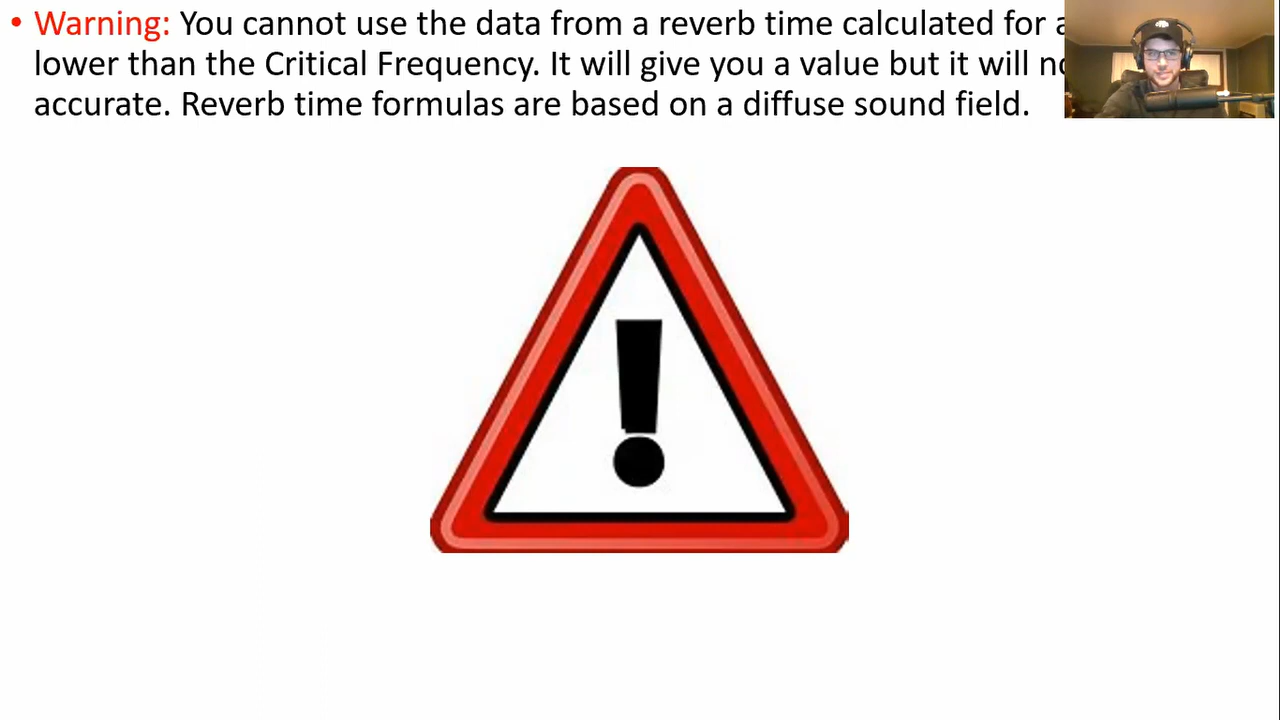 • Warning: You cannot use the data from a reverb time calculated for
lower than the Critical Frequency. It will give you a value but it will
accurate. Reverb time formulas are based on a diffuse sound field.